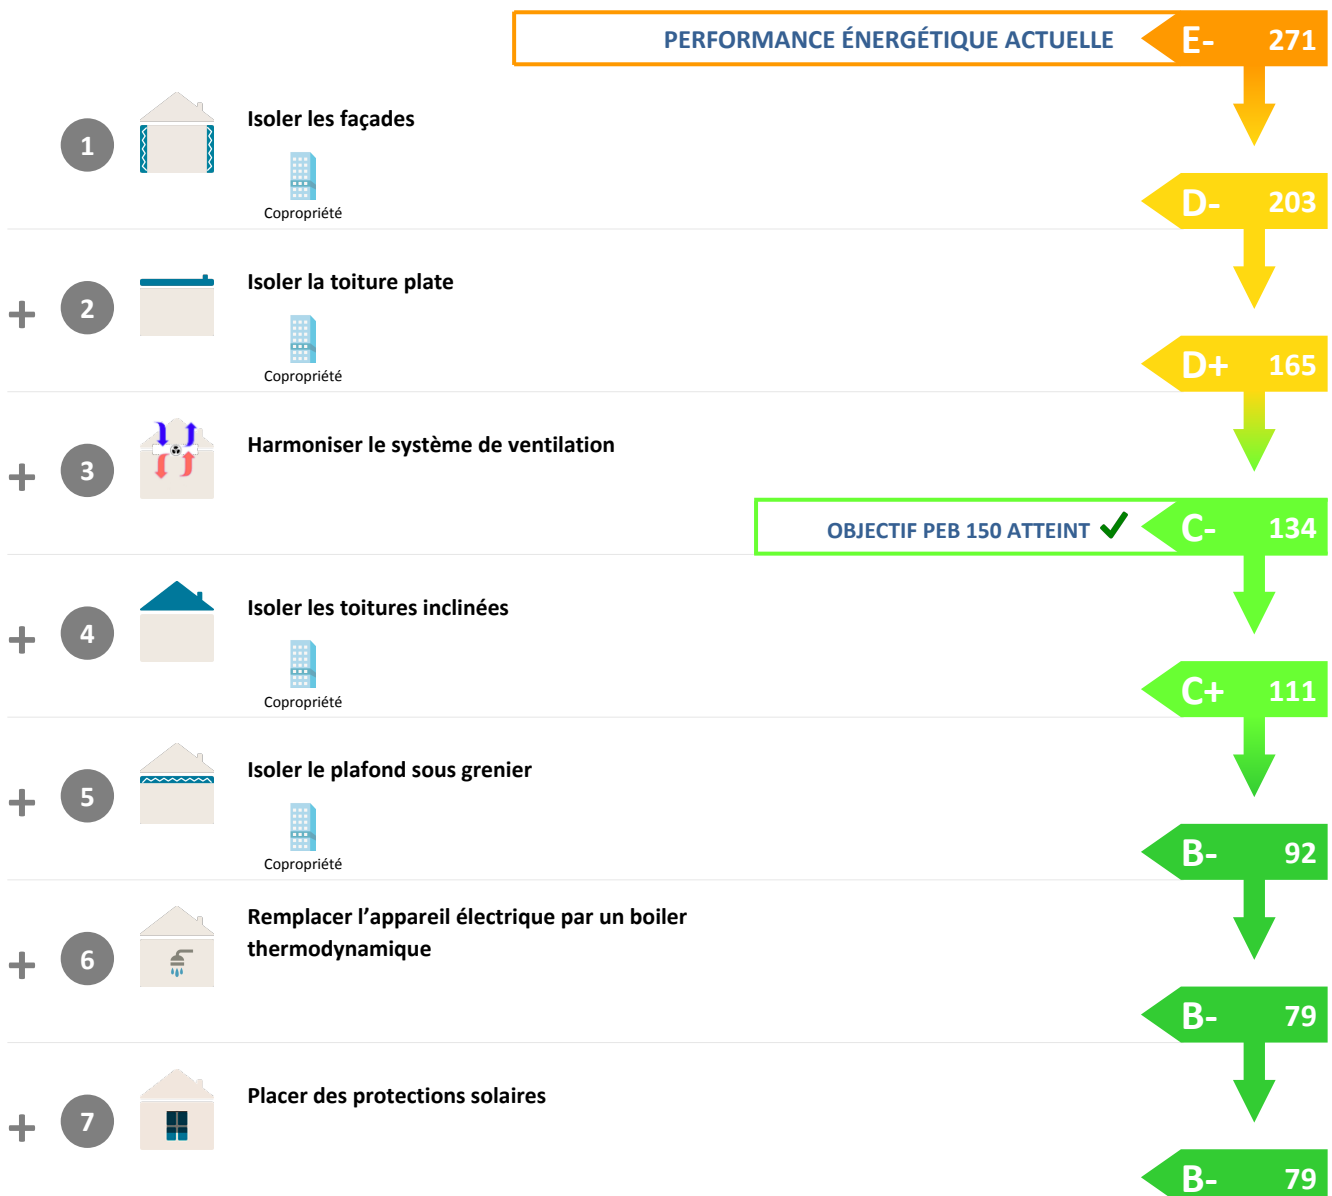 PERFORMANCE ÉNERGÉTIQUE ACTUELLE E- 271
1 Isoler les façades
Copropriété
D- 203
+ 2 Isoler la toiture plate
Copropriété
D+ 165
+ 3 Harmoniser le système de ventilation
OBJECTIF PEB 150 ATTEINT ✓ C- 134
+ 4 Isoler les toitures inclinées
Copropriété
C+ 111
+ 5 Isoler le plafond sous grenier
Copropriété
B- 92
+ 6 Remplacer l’appareil électrique par un boiler
thermodynamique
B- 79
+ 7 Placer des protections solaires
B- 79